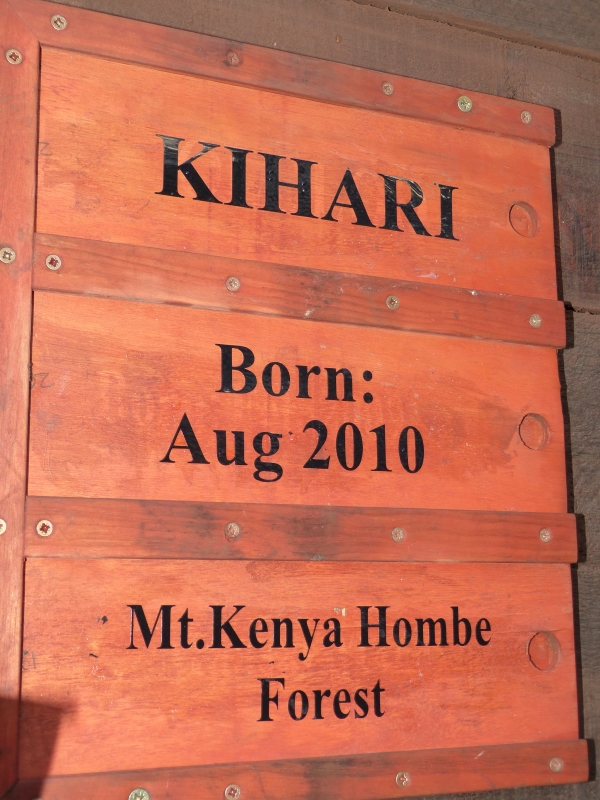 KIHARI
Born:
Aug 2010
Mt.Kenya Hombe
Forest